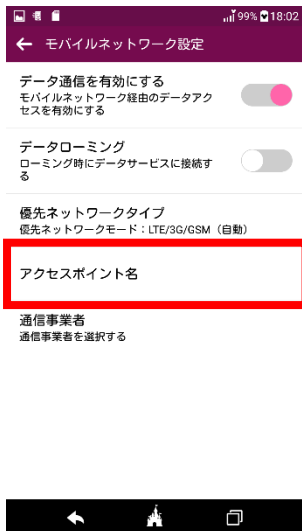 99% 18:02
モバイルネットワーク設定
データ通信を有効にする
モバイルネットワーク経由のデータアク
セスを有効にする
データローミング
ローミング時にデータサービスに接続す
る
優先ネットワークタイプ
優先ネットワークモード：LTE/3G/GSM（自動）
アクセスポイント名
通信事業者
通信事業者を選択する